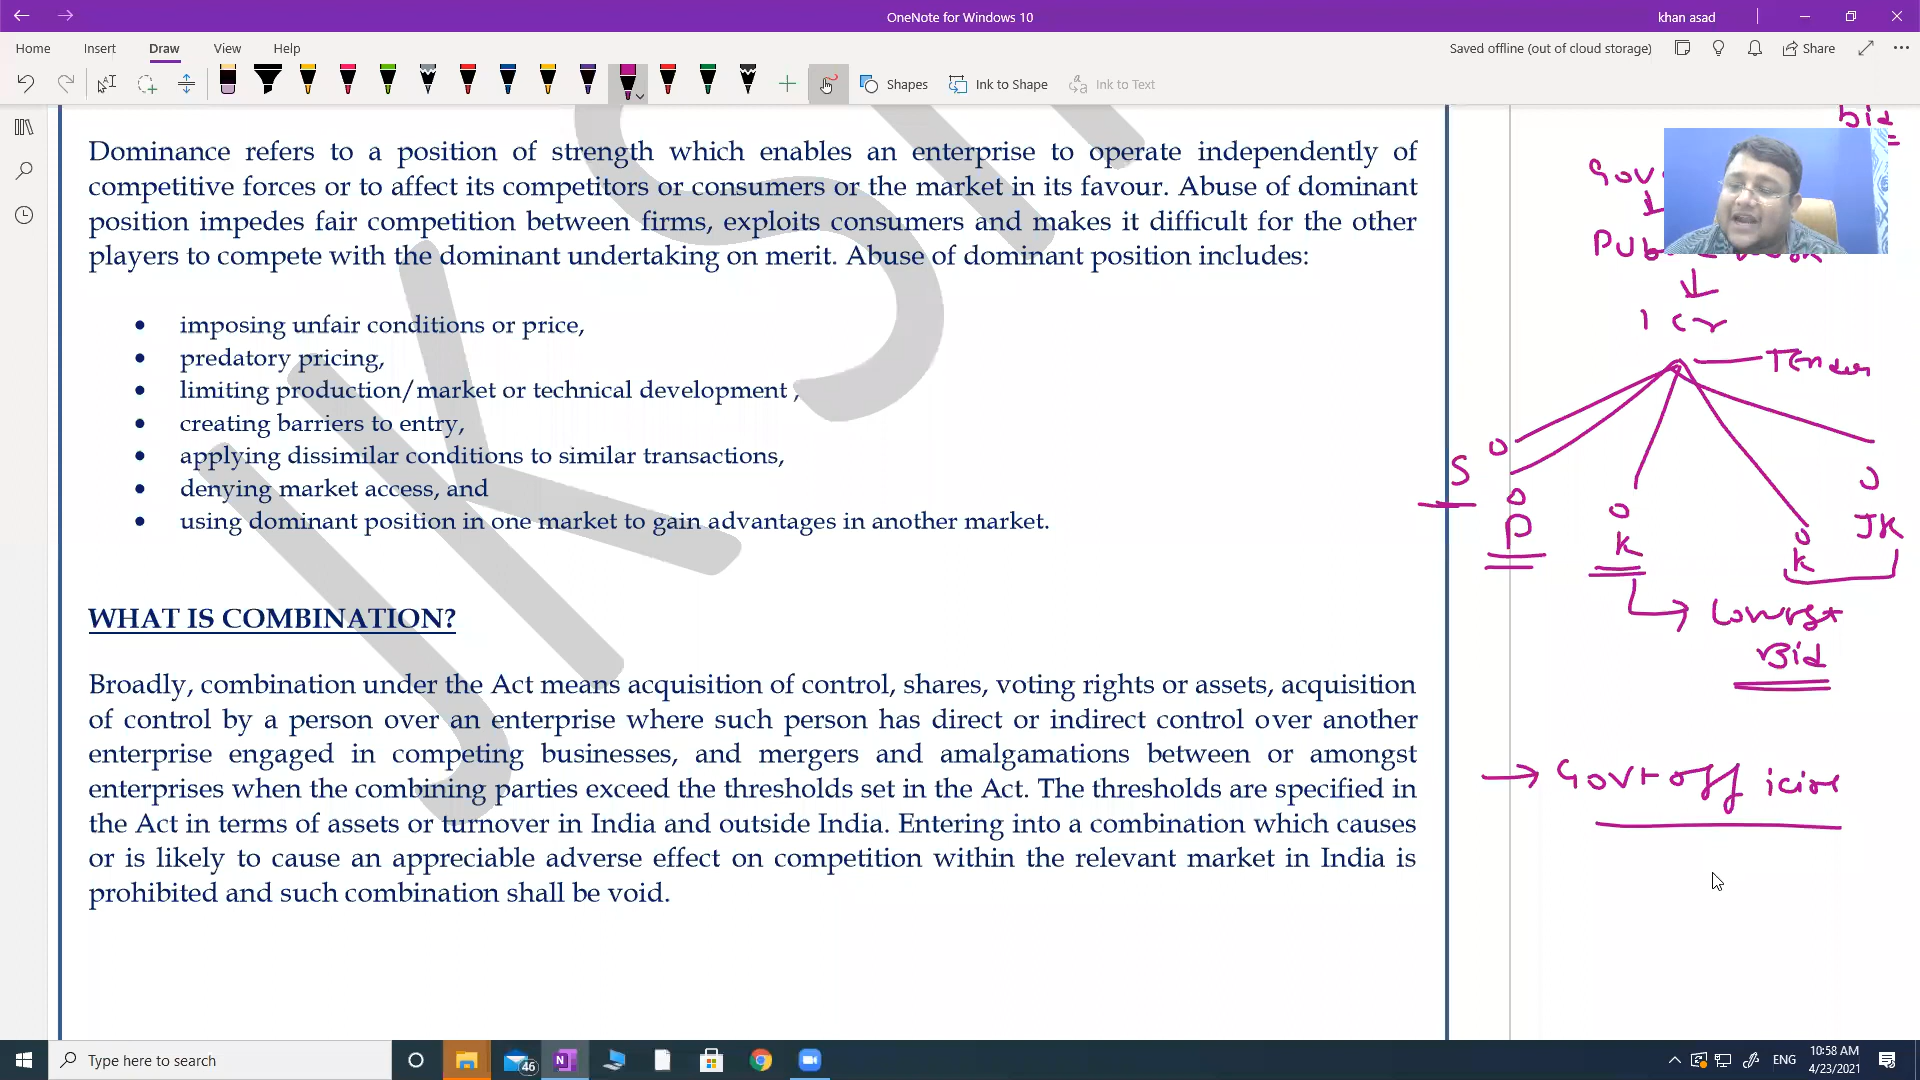 OneNote for Windows 10
khan asad
Home Insert Draw View Help
Saved offline (out of cloud storage)
Share
Shapes
Ink to Shape
Ink to Text
Dominance refers to a position of strength which enables an enterprise to operate independently of
competitive forces or to affect its competitors or consumers or the market in its favour. Abuse of dominant
position impedes fair competition between firms, exploits consumers and makes it difficult for the other
players to compete with the dominant undertaking on merit. Abuse of dominant position includes:
• imposing unfair conditions or price,
• predatory pricing,
• limiting production/market or technical development ,
• creating barriers to entry,
• applying dissimilar conditions to similar transactions,
• denying market access, and
• using dominant position in one market to gain advantages in another market.
WHAT IS COMBINATION?
Broadly, combination under the Act means acquisition of control, shares, voting rights or assets, acquisition
of control by a person over an enterprise where such person has direct or indirect control over another
enterprise engaged in competing businesses, and mergers and amalgamations between or amongst
enterprises when the combining parties exceed the thresholds set in the Act. The thresholds are specified in
the Act in terms of assets or turnover in India and outside India. Entering into a combination which causes
or is likely to cause an appreciable adverse effect on competition within the relevant market in India is
prohibited and such combination shall be void.
bid
1 Cr
Tender
S
P
K
K
JK
Lowest
Bid
Type here to search
46
ENG
10:58 AM
4/23/2021